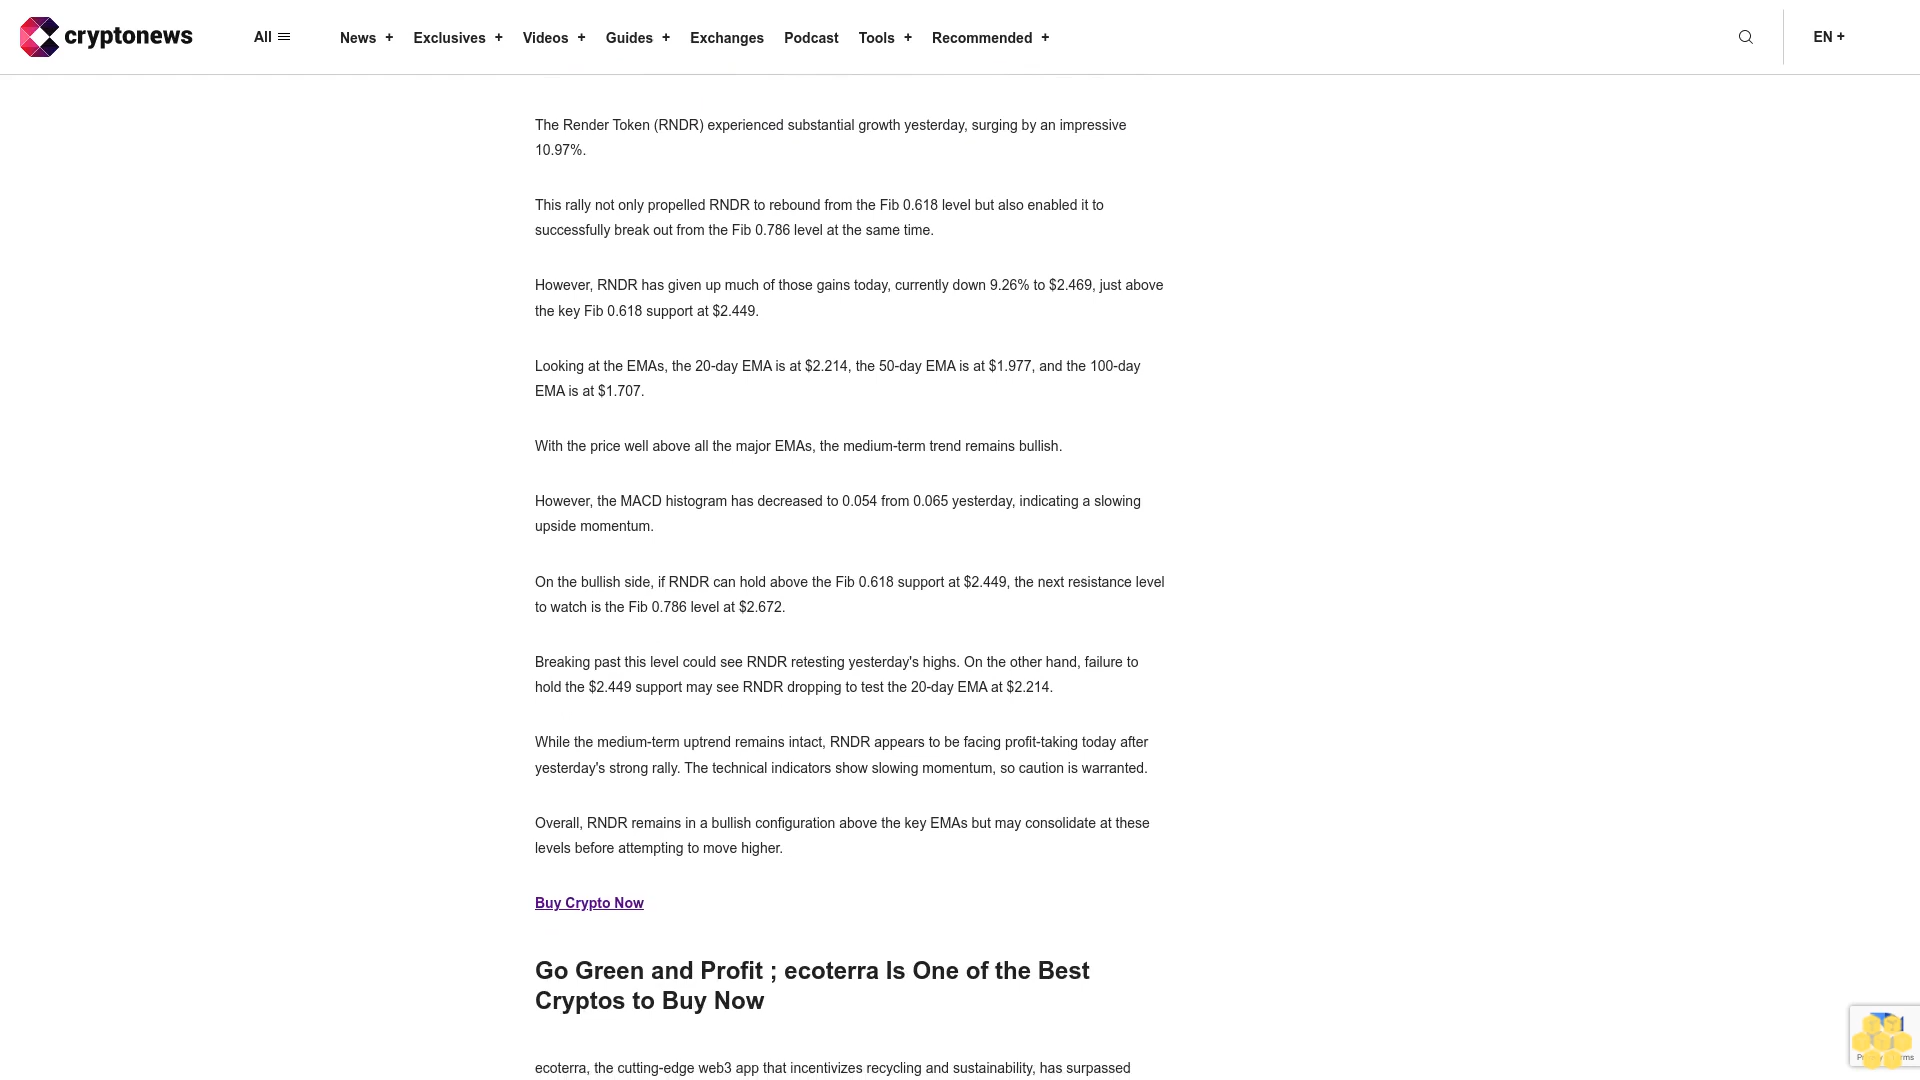 cryptonews
All
News +
Exclusives +
Videos +
Guides +
Exchanges
Podcast
Tools +
Recommended +
EN +
The Render Token (RNDR) experienced substantial growth yesterday, surging by an impressive
10.97%.
This rally not only propelled RNDR to rebound from the Fib 0.618 level but also enabled it to
successfully break out from the Fib 0.786 level at the same time.
However, RNDR has given up much of those gains today, currently down 9.26% to $2.469, just above
the key Fib 0.618 support at $2.449.
Looking at the EMAs, the 20-day EMA is at $2.214, the 50-day EMA is at $1.977, and the 100-day
EMA is at $1.707.
With the price well above all the major EMAs, the medium-term trend remains bullish.
However, the MACD histogram has decreased to 0.054 from 0.065 yesterday, indicating a slowing
upside momentum.
On the bullish side, if RNDR can hold above the Fib 0.618 support at $2.449, the next resistance level
to watch is the Fib 0.786 level at $2.672.
Breaking past this level could see RNDR retesting yesterday's highs. On the other hand, failure to
hold the $2.449 support may see RNDR dropping to test the 20-day EMA at $2.214.
While the medium-term uptrend remains intact, RNDR appears to be facing profit-taking today after
yesterday's strong rally. The technical indicators show slowing momentum, so caution is warranted.
Overall, RNDR remains in a bullish configuration above the key EMAs but may consolidate at these
levels before attempting to move higher.
Buy Crypto Now
Go Green and Profit ; ecoterra Is One of the Best
Cryptos to Buy Now
ecoterra, the cutting-edge web3 app that incentivizes recycling and sustainability, has surpassed